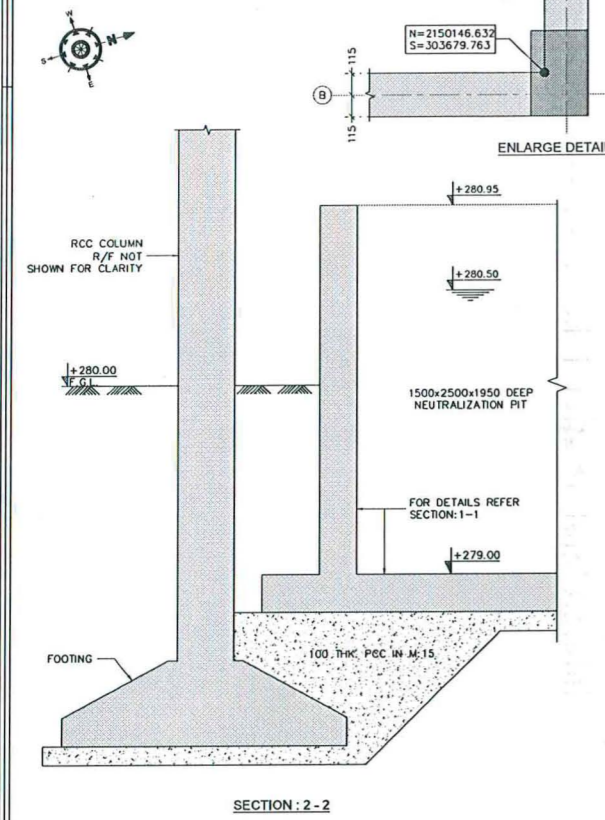 W
N
S
E
N=2150146.632
S=303679.763
115
B
115
ENLARGE DETAI
+280.95
RCC COLUMN
R/F NOT
SHOWN FOR CLARITY
+280.50
+280.00
F.G.L.
1500x2500x1950 DEEP
NEUTRALIZATION PIT
FOR DETAILS REFER
SECTION:1-1
+279.00
100 THK. PCC IN M:15
FOOTING
SECTION : 2 - 2